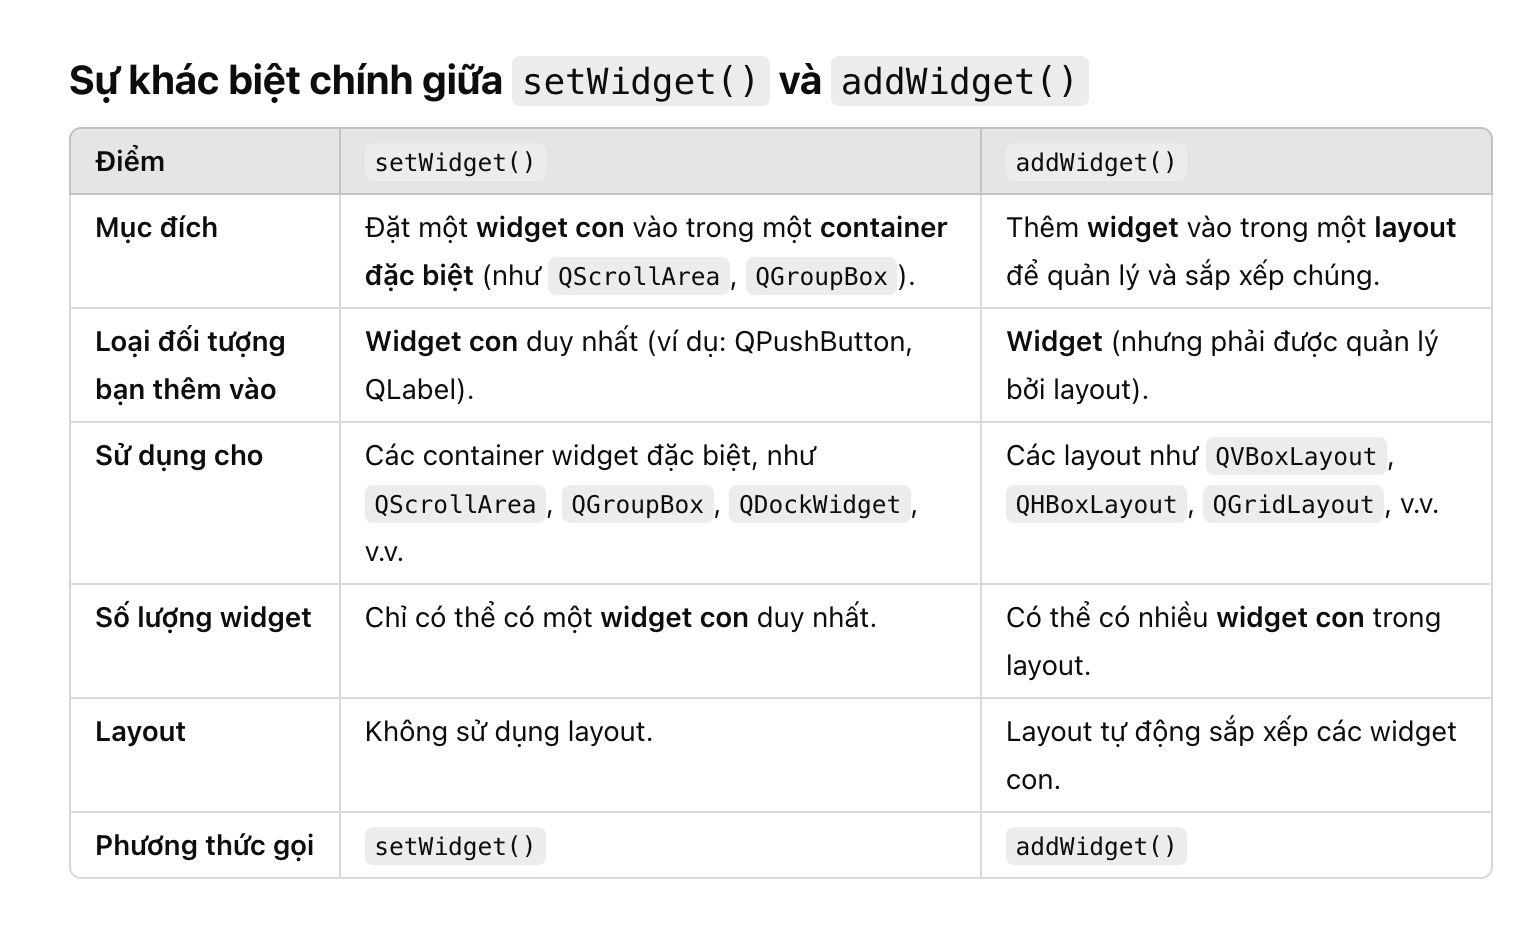 Sự khác biệt chính giữa setWidget() và addWidget()
Điểm setWidget() addWidget()
Mục đích Đặt một widget con vào trong một container Thêm widget vào trong một layout
đặc biệt (như QScrollArea, QGroupBox). để quản lý và sắp xếp chúng.
Loại đối tượng Widget con duy nhất (ví dụ: QPushButton, Widget (nhưng phải được quản lý
bạn thêm vào QLabel). bởi layout).
Sử dụng cho Các container widget đặc biệt, như Các layout như QVBoxLayout,
QScrollArea, QGroupBox, QDockWidget, QHBoxLayout, QGridLayout, v.v.
v.v.
Số lượng widget Chỉ có thể có một widget con duy nhất. Có thể có nhiều widget con trong
layout.
Layout Không sử dụng layout. Layout tự động sắp xếp các widget
con.
Phương thức gọi setWidget() addWidget()